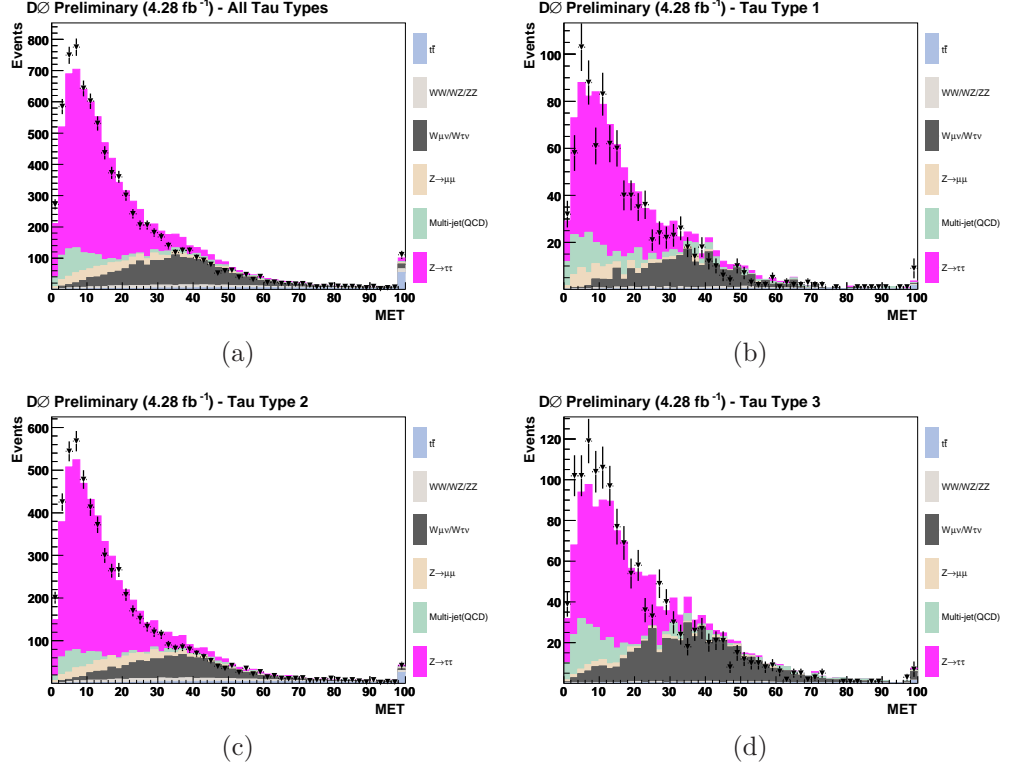 DØ Preliminary (4.28 fb⁻¹) - All Tau Types
Events
800
700
600
500
400
300
200
100
0 10 20 30 40 50 60 70 80 90 100
MET
tt̄
WW/WZ/ZZ
Wμν/Wτν
Z→μμ
Multi-jet(QCD)
Z→ττ
(a)
DØ Preliminary (4.28 fb⁻¹) - Tau Type 1
Events
100
80
60
40
20
0 10 20 30 40 50 60 70 80 90 100
MET
tt̄
WW/WZ/ZZ
Wμν/Wτν
Z→μμ
Multi-jet(QCD)
Z→ττ
(b)
DØ Preliminary (4.28 fb⁻¹) - Tau Type 2
Events
600
500
400
300
200
100
0 10 20 30 40 50 60 70 80 90 100
MET
tt̄
WW/WZ/ZZ
Wμν/Wτν
Z→μμ
Multi-jet(QCD)
Z→ττ
(c)
DØ Preliminary (4.28 fb⁻¹) - Tau Type 3
Events
120
100
80
60
40
20
0 10 20 30 40 50 60 70 80 90 100
MET
tt̄
WW/WZ/ZZ
Wμν/Wτν
Z→μμ
Multi-jet(QCD)
Z→ττ
(d)